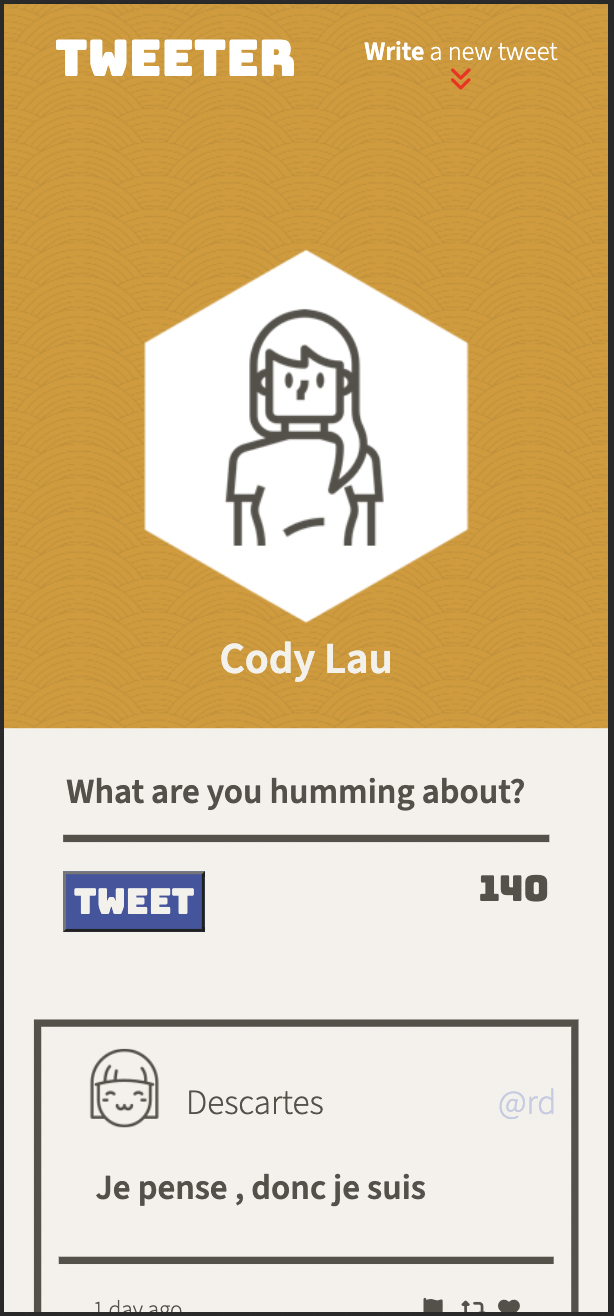 TWEETER
Write a new tweet
Cody Lau
What are you humming about?
TWEET
140
Descartes
@rd
Je pense , donc je suis
1 day ago